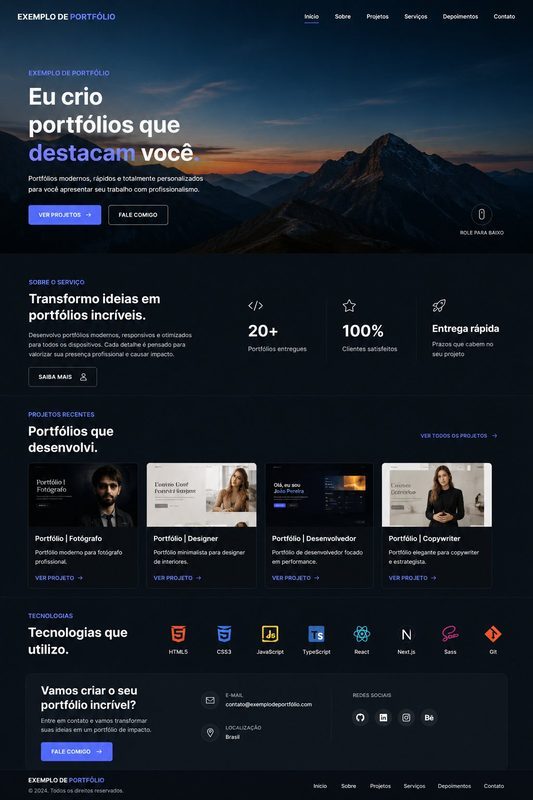 EXEMPLO DE PORTFÓLIO
Início Sobre Projetos Serviços Depoimentos Contato
EXEMPLO DE PORTFÓLIO
Eu crio
portfólios que
destacam você.
Portfólios modernos, rápidos e totalmente personalizados
para você apresentar seu trabalho com profissionalismo.
VER PROJETOS → FALE COMIGO
ROLE PARA BAIXO
SOBRE O SERVIÇO
Transformo ideias em
portfólios incríveis.
Desenvolvo portfólios modernos, responsivos e otimizados
para todos os dispositivos. Cada detalhe é pensado para
valorizar sua presença profissional e causar impacto.
SAIBA MAIS
</>
20+
Portfólios entregues
100%
Clientes satisfeitos
Entrega rápida
Prazos que cabem no
seu projeto
PROJETOS RECENTES
Portfólios que
desenvolvi.
VER TODOS OS PROJETOS →
Portfólio |
Fotógrafo
Portfólio | Fotógrafo
Portfólio moderno para fotógrafo
profissional.
VER PROJETO →
Portfólio | Designer
Portfólio minimalista para designer
de interiores.
VER PROJETO →
Olá, eu sou
João Pereira
Portfólio | Desenvolvedor
Portfólio de desenvolvedor focado
em performance.
VER PROJETO →
Portfólio | Copywriter
Portfólio elegante para copywriter
e estrategista.
VER PROJETO →
TECNOLOGIAS
Tecnologias que
utilizo.
HTML5 CSS3 JavaScript TypeScript React Next.js Sass Git
Vamos criar o seu
portfólio incrível?
Entre em contato e vamos transformar
suas ideias em um portfólio de impacto.
FALE COMIGO →
E-MAIL
contato@exemplodeportfólio.com
LOCALIZAÇÃO
Brasil
REDES SOCIAIS
in Bē
EXEMPLO DE PORTFÓLIO
© 2024. Todos os direitos reservados.
Início Sobre Projetos Serviços Depoimentos Contato